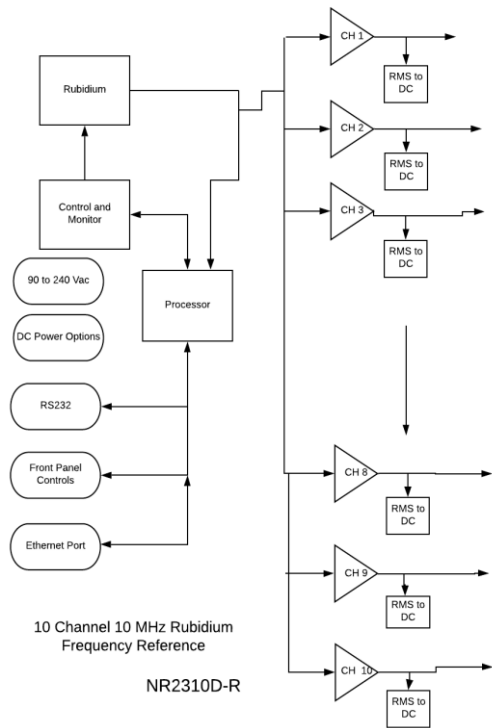 CH 1
RMS to
DC
Rubidium
CH 2
RMS to
DC
Control and
Monitor
CH 3
RMS to
DC
90 to 240 Vac
Processor
DC Power Options
RS232
Front Panel
Controls
CH 8
RMS to
DC
Ethernet Port
CH 9
RMS to
DC
10 Channel 10 MHz Rubidium
Frequency Reference
NR2310D-R
CH 10
RMS to
DC